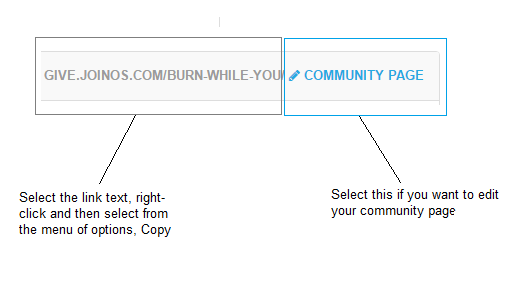 GIVE.JOINOS.COM/BURN-WHILE-YOU/ COMMUNITY PAGE
Select the link text, right-
click and then select from
the menu of options, Copy
Select this if you want to edit
your community page